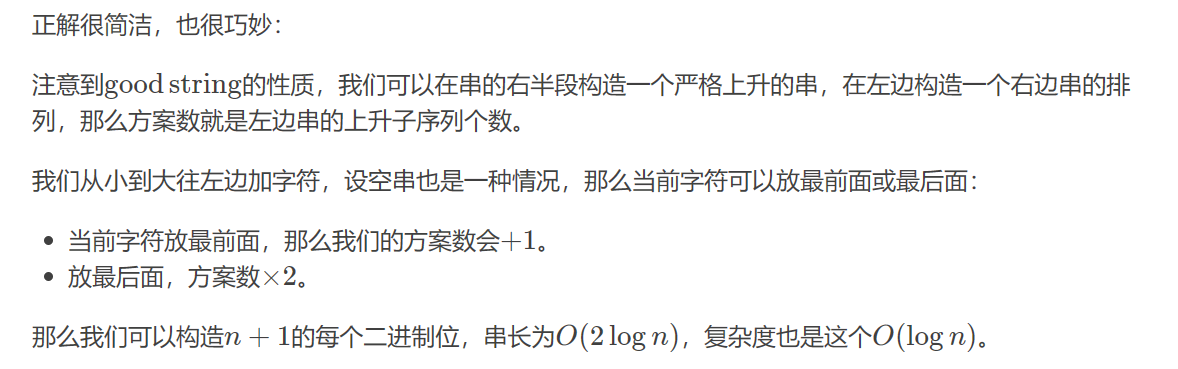 正解很简洁，也很巧妙：
注意到good string的性质，我们可以在串的右半段构造一个严格上升的串，在左边构造一个右边串的排
列，那么方案数就是左边串的上升子序列个数。
我们从小到大往左边加字符，设空串也是一种情况，那么当前字符可以放最前面或最后面：
• 当前字符放最前面，那么我们的方案数会+1。
• 放最后面，方案数×2。
那么我们可以构造n + 1的每个二进制位，串长为O(2 log n)，复杂度也是这个O(log n)。